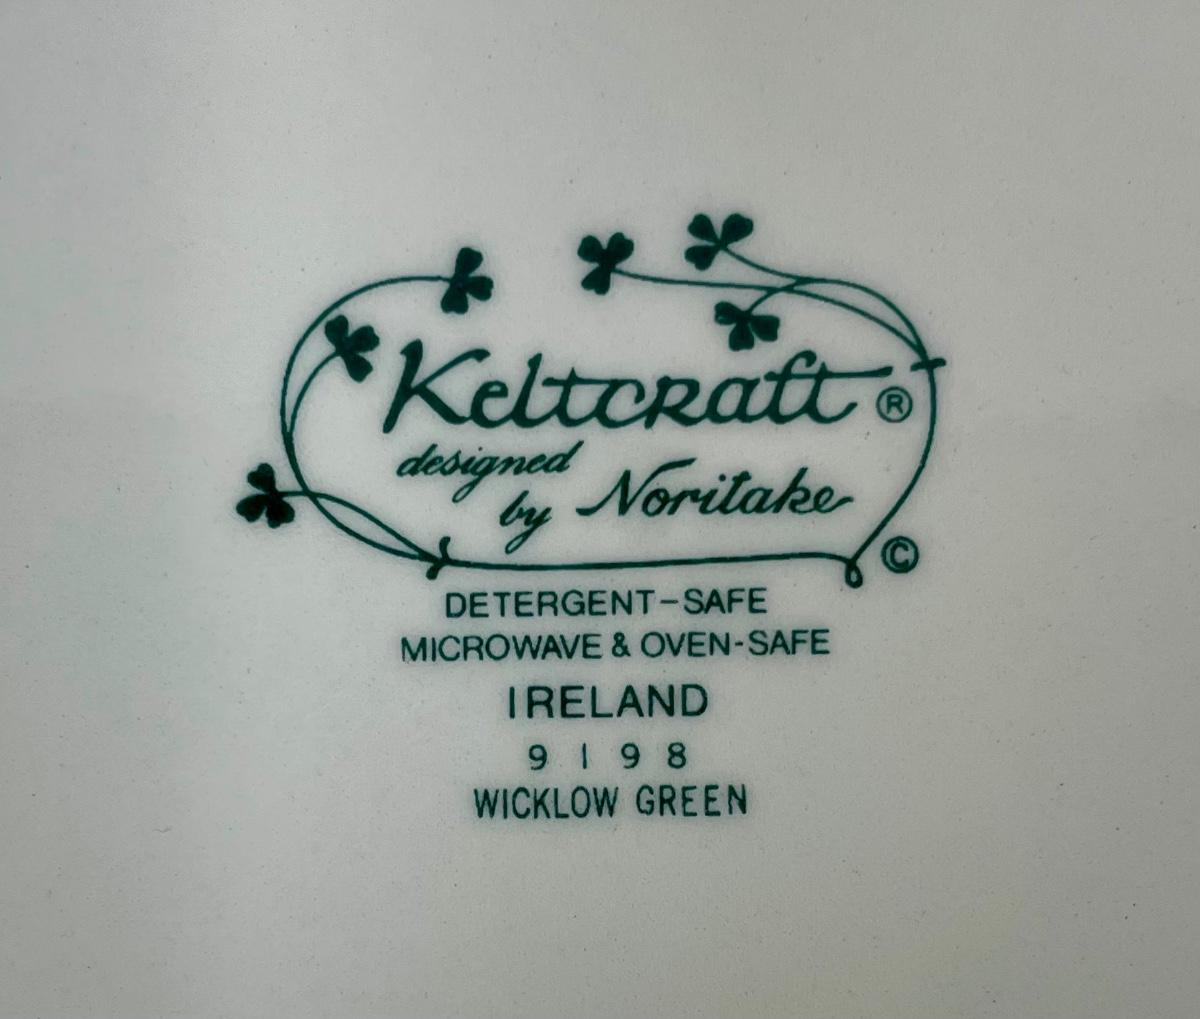 Keltcraft ®
designed
by Noritake
©
DETERGENT-SAFE
MICROWAVE & OVEN-SAFE
IRELAND
9198
WICKLOW GREEN